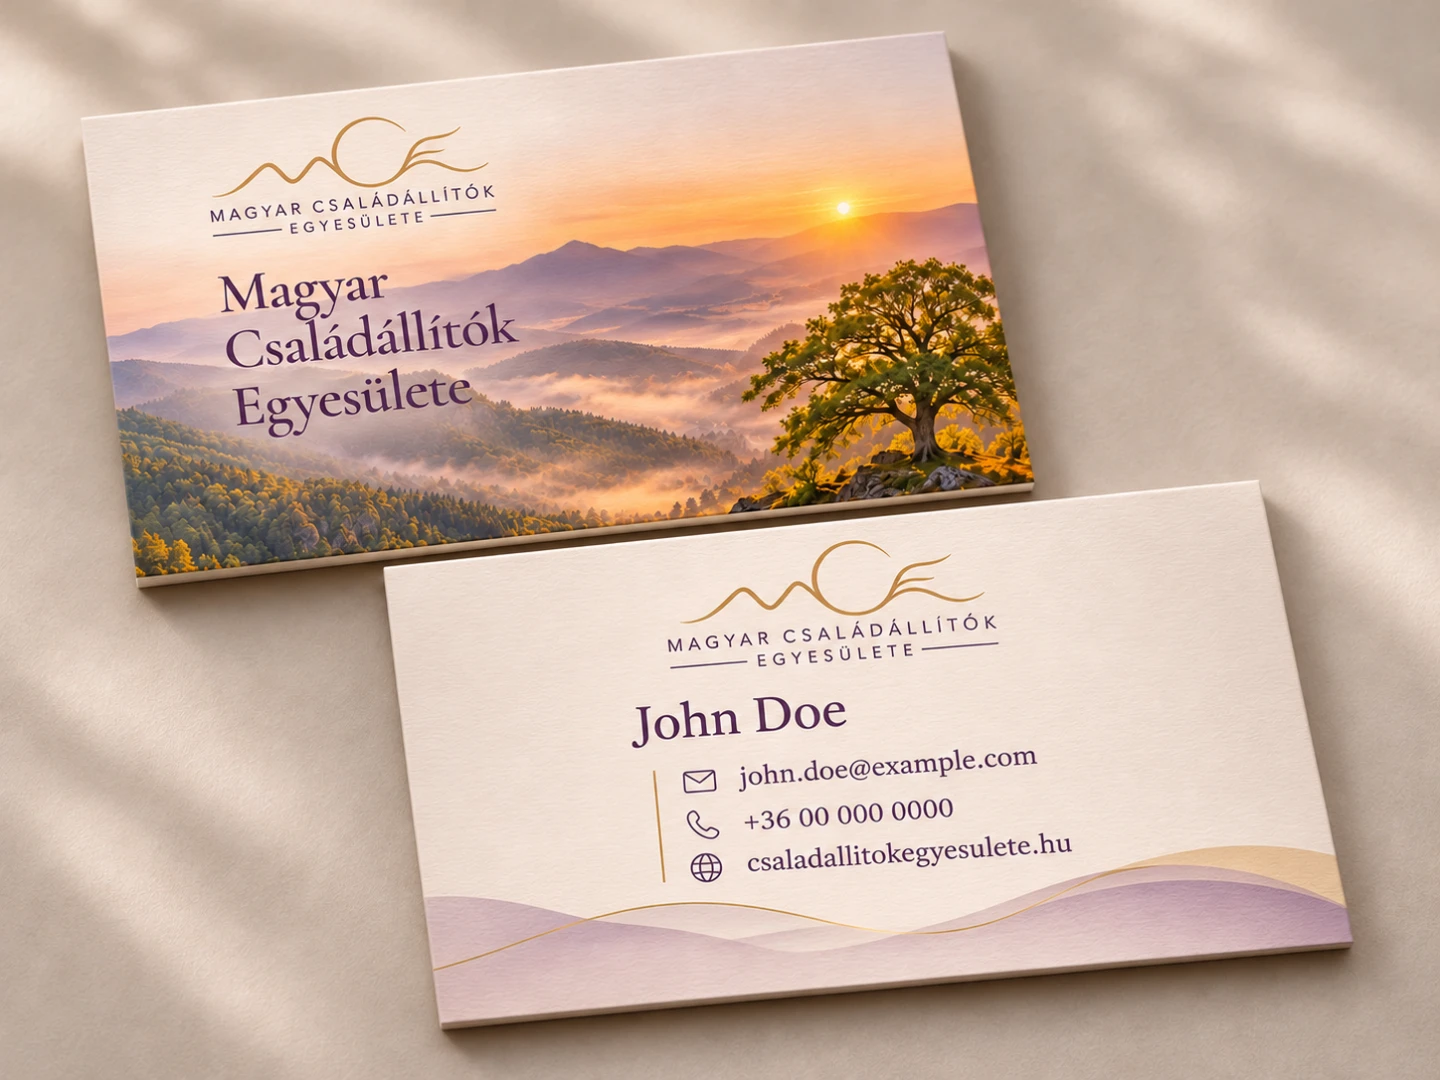 MAGYAR CSALÁDÁLLÍTÓK
EGYESÜLETE
Magyar
Családállítók
Egyesülete
MAGYAR CSALÁDÁLLÍTÓK
EGYESÜLETE
John Doe
john.doe@example.com
+36 00 000 0000
csaladallitokegyesulete.hu